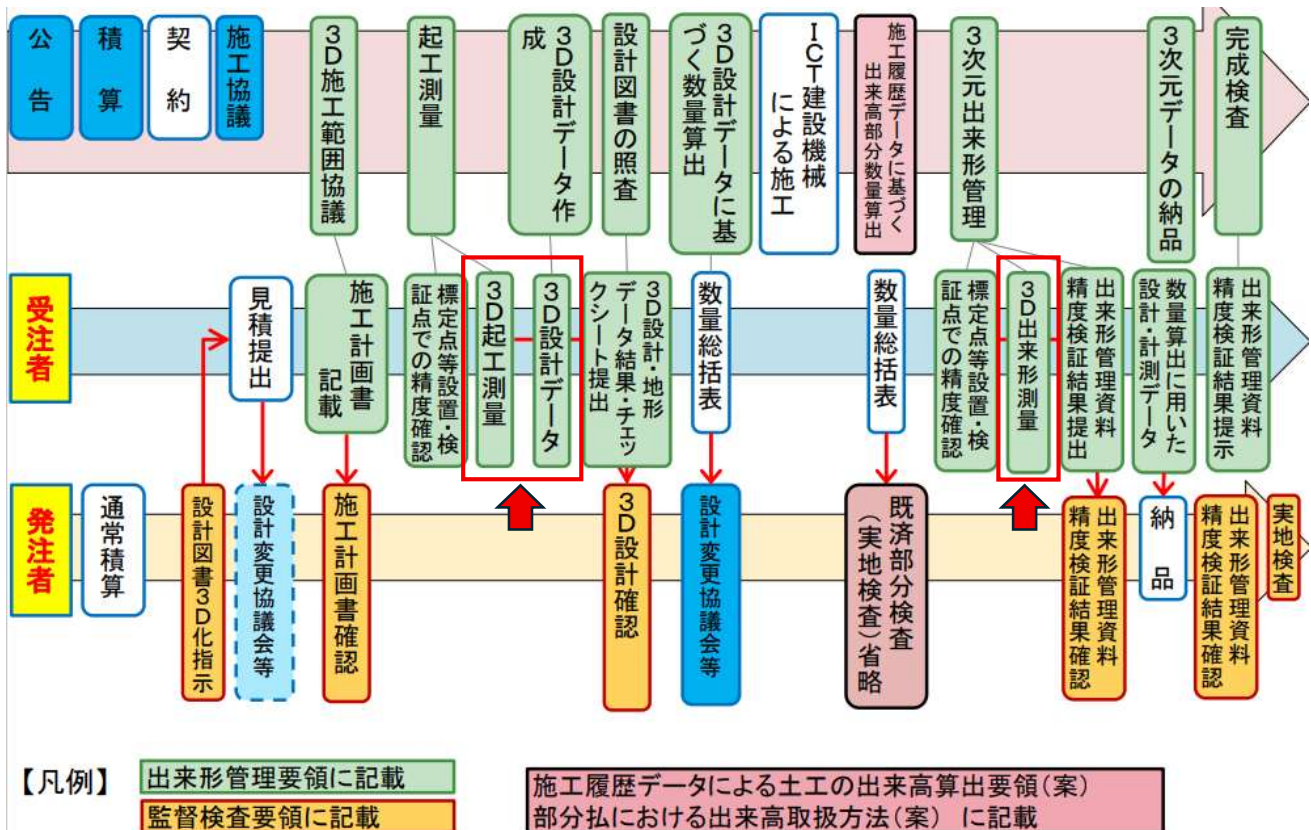 公告
積算
契約
施工協議
3D施工範囲協議
起工測量
3D設計データ作
成
設計図書の照査
3D設計データに基
づく数量算出
ICT建設機械
による施工
施工履歴データに基づく
出来高部分数量算出
3次元出来形管理
3次元データの納品
完成検査
受注者
見積提出
施工計画書
記載
標定点等設置・検
証点での精度確認
3D起工測量
3D設計データ
3D設計・地形
データ結果・チェッ
クシート提出
数量総括表
数量総括表
標定点等設置・検
証点での精度確認
3D出来形測量
出来形管理資料
精度検証結果提出
数量算出に用いた
設計・計測データ
出来形管理資料
精度検証結果提示
発注者
通常積算
設計図書3D化指示
設計変更協議会等
施工計画書確認
3D設計確認
設計変更協議会等
既済部分検査
(実地検査)省略
出来形管理資料
精度検証結果確認
納品
出来形管理資料
精度検証結果確認
実地検査
【凡例】
出来形管理要領に記載
監督検査要領に記載
施工履歴データによる土工の出来高算出要領(案)
部分払における出来高取扱方法(案) に記載